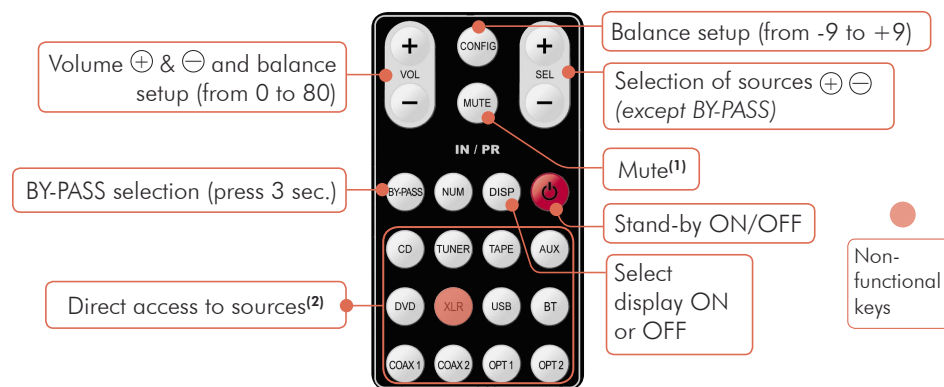 Volume ⊕ & ⊖ and balance
setup (from 0 to 80)
BY-PASS selection (press 3 sec.)
Direct access to sources(2)
+ CONFIG +
VOL SEL
− MUTE −
IN / PR
BY-PASS NUM DISP
CD TUNER TAPE AUX
DVD XLR USB BT
COAX 1 COAX 2 OPT 1 OPT 2
Balance setup (from -9 to +9)
Selection of sources ⊕ ⊖
(except BY-PASS)
Mute(1)
Stand-by ON/OFF
Select
display ON
or OFF
Non-
functional
keys